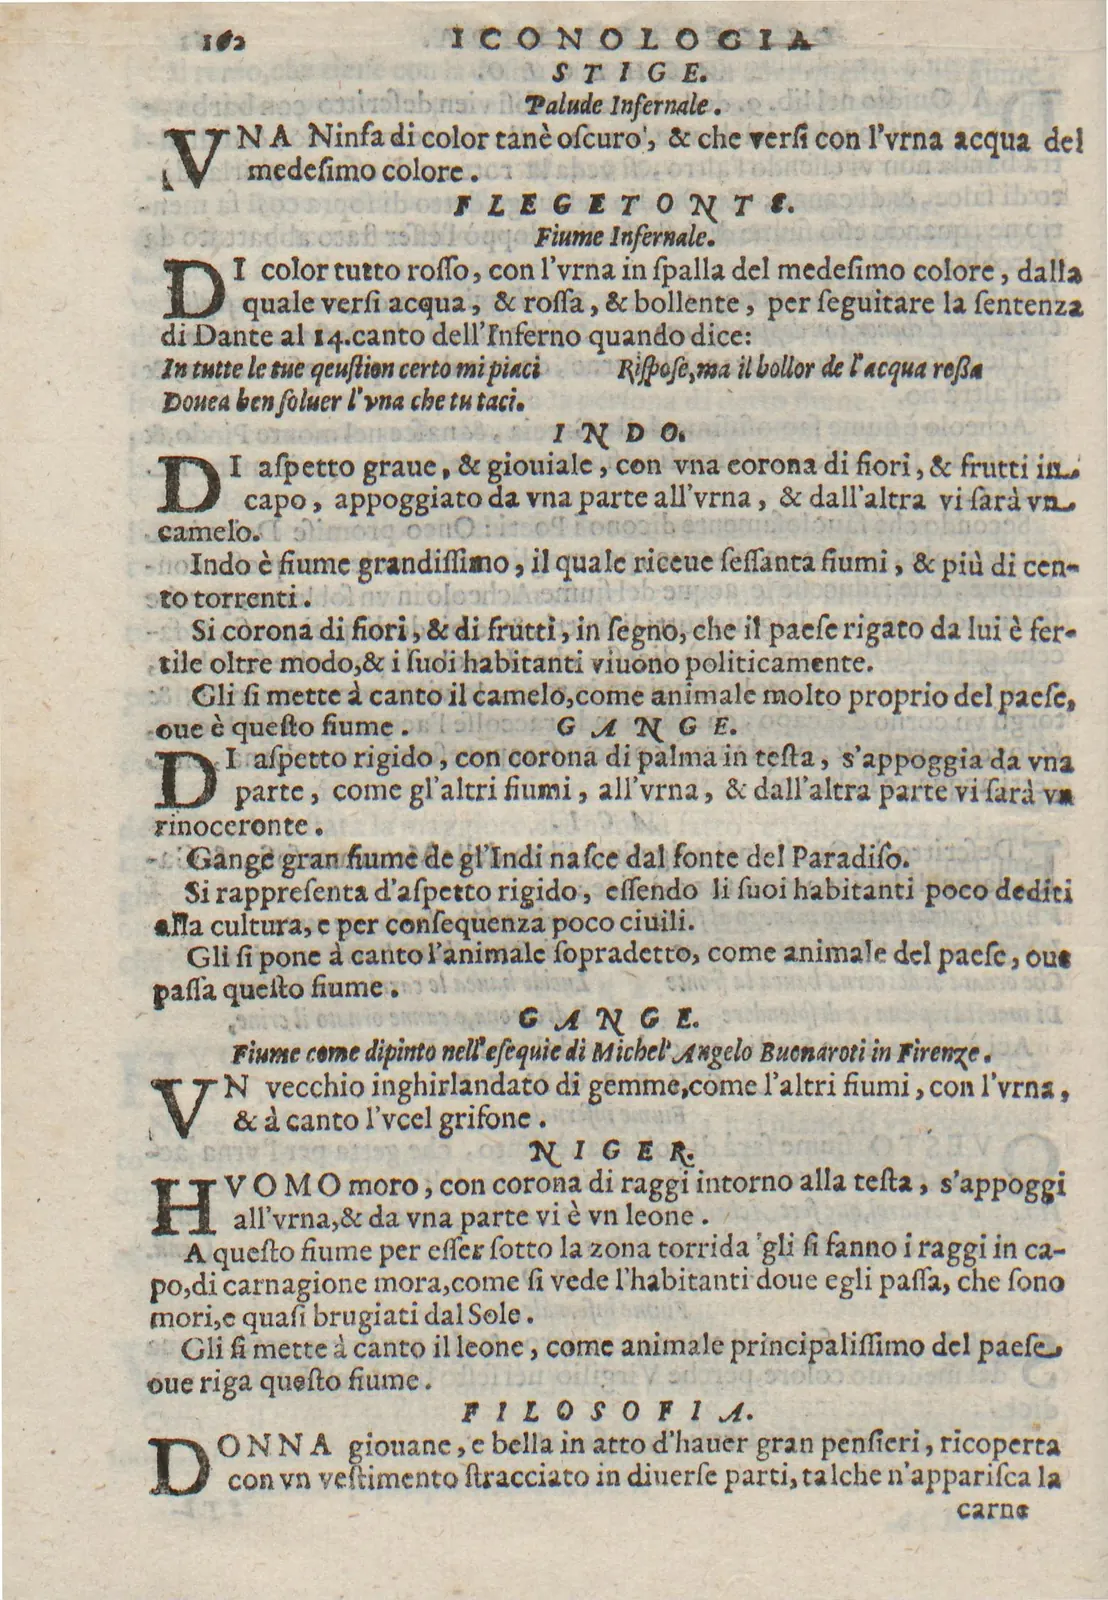 162 ICONOLOGIA
STIGE.
Palude Infernale.
VNA Ninfa di color tanè oſcuro, & che verſi con l'vrna acqua del
medeſimo colore.
FLEGETONTE.
Fiume Infernale.
DI color tutto roſſo, con l'vrna in ſpalla del medeſimo colore, dalla
quale verſi acqua, & roſſa, & bollente, per ſeguitare la ſentenza
di Dante al 14. canto dell'Inferno quando dice:
In tutte le tue qeuſtion certo mi piaci Riſpoſe, ma il bollor de l'acqua roßa
Douea ben ſoluer l'vna che tu taci.
INDO.
DI aſpetto graue, & giouiale, con vna corona di fiori, & frutti in
capo, appoggiato da vna parte all'vrna, & dall'altra vi ſarà vn
camelo.
Indo è fiume grandiſſimo, il quale riceue ſeſſanta fiumi, & più di cen-
to torrenti.
Si corona di fiori, & di frutti, in ſegno, che il paeſe rigato da lui è fer-
tile oltre modo, & i ſuoi habitanti viuono politicamente.
Gli ſi mette à canto il camelo, come animale molto proprio del paeſe,
oue è queſto fiume. GANGE.
DI aſpetto rigido, con corona di palma in teſta, s'appoggia da vna
parte, come gl'altri fiumi, all'vrna, & dall'altra parte vi ſarà vn
rinoceronte.
Gange gran fiume de gl'Indi naſce dal fonte del Paradiſo.
Si rappreſenta d'aſpetto rigido, eſſendo li ſuoi habitanti poco dediti
alla cultura, e per conſequenza poco ciuili.
Gli ſi pone à canto l'animale ſopradetto, come animale del paeſe, oue
paſſa queſto fiume.
GANGE.
Fiume come dipinto nell'eſequie di Michel'Angelo Buonaroti in Firenze.
VN vecchio inghirlandato di gemme, come l'altri fiumi, con l'vrna,
& à canto l'vcel grifone.
NIGER.
HVOMO moro, con corona di raggi intorno alla teſta, s'appoggi
all'vrna, & da vna parte vi è vn leone.
A queſto fiume per eſſer ſotto la zona torrida gli ſi fanno i raggi in ca-
po, di carnagione mora, come ſi vede l'habitanti doue egli paſſa, che ſono
mori, e quaſi brugiati dal Sole.
Gli ſi mette à canto il leone, come animale principaliſſimo del paeſe
oue riga queſto fiume.
FILOSOFIA.
DONNA giouane, e bella in atto d'hauer gran penſieri, ricoperta
con vn veſtimento ſtracciato in diuerſe parti, talche n'appariſca la
carne